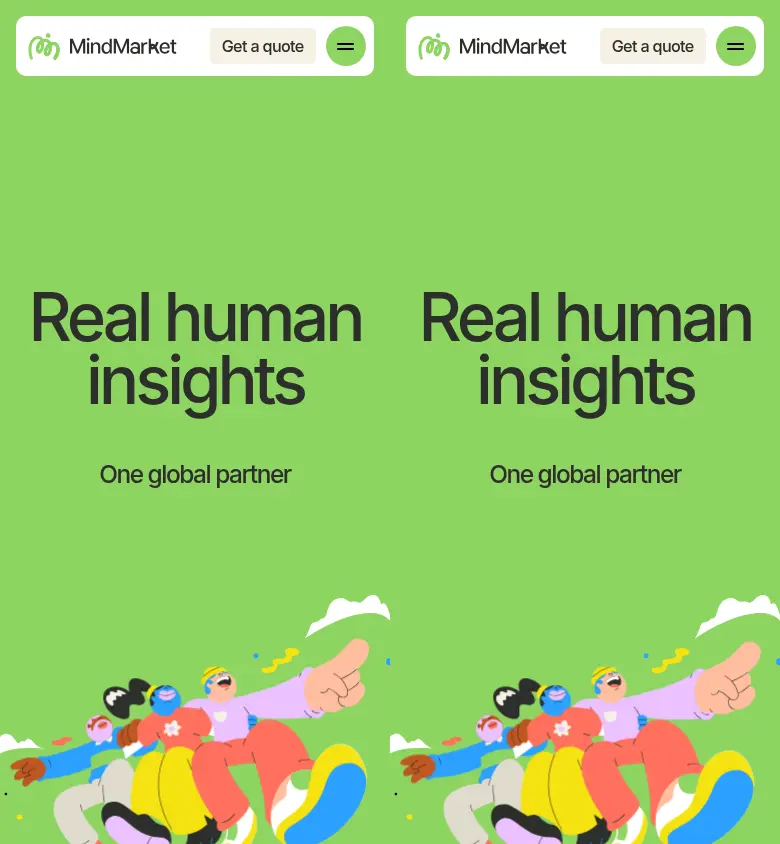 MindMarket Get a quote
Real human
insights
One global partner
MindMarket Get a quote
Real human
insights
One global partner